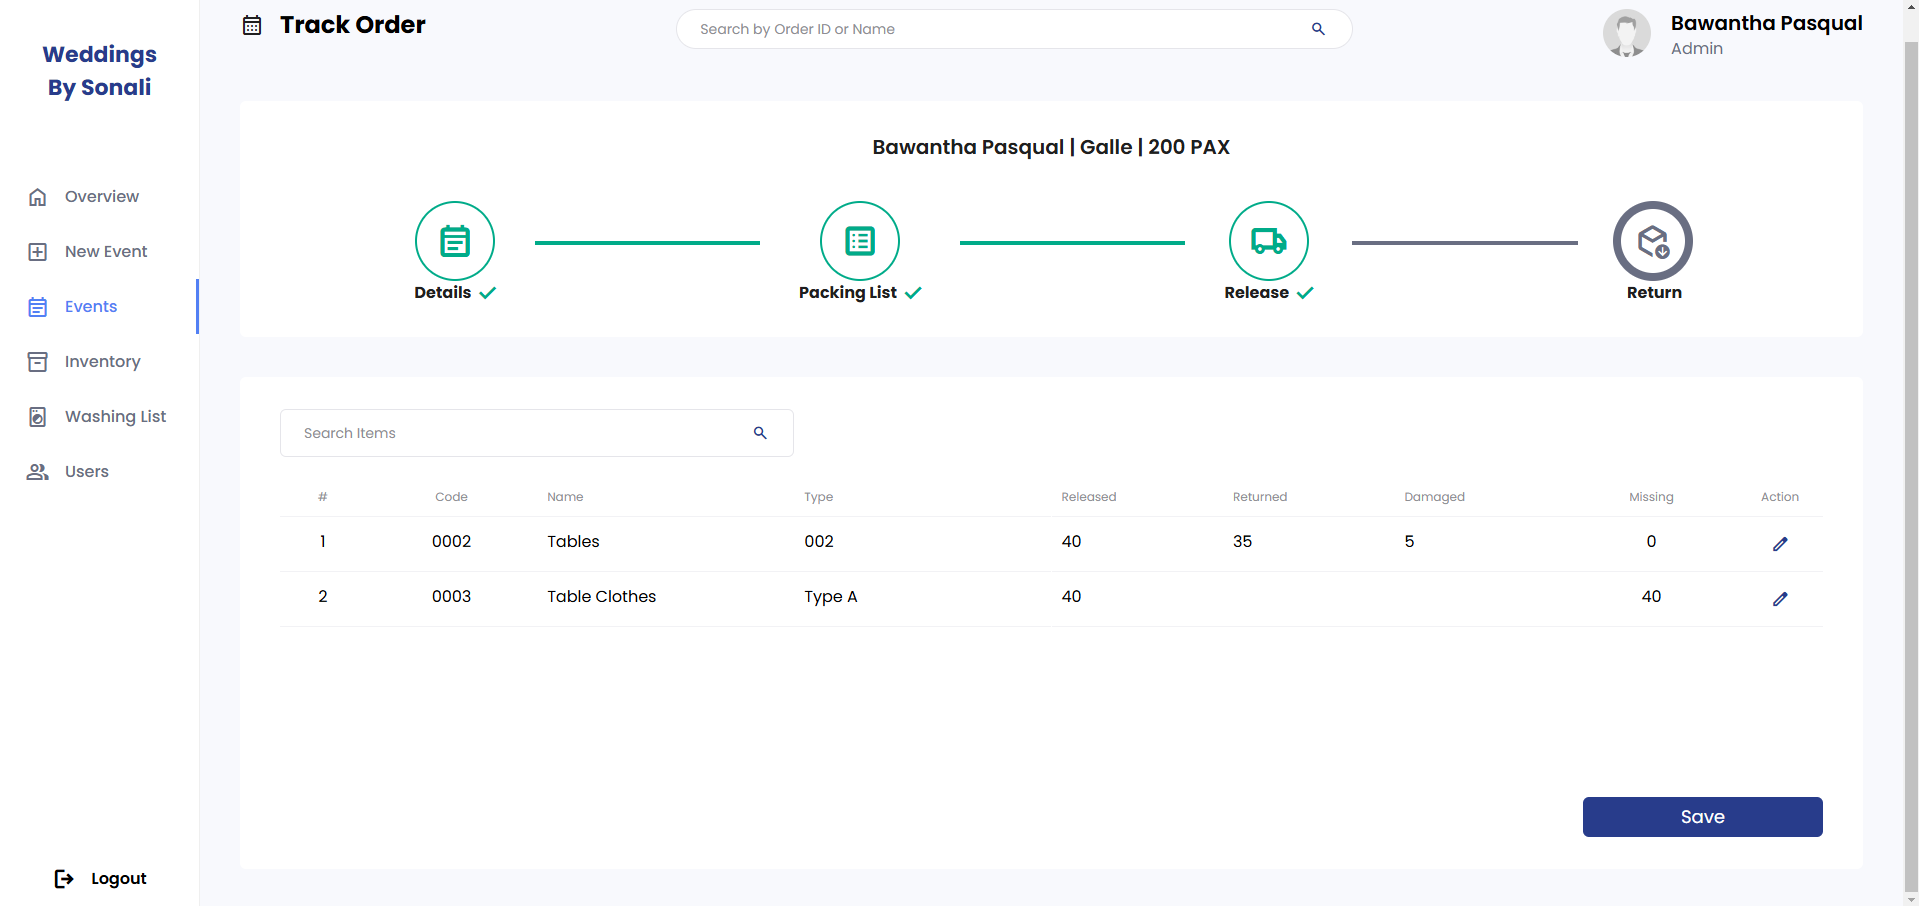 Weddings
By Sonali
Overview
New Event
Events
Inventory
Washing List
Users
Logout
Track Order
Search by Order ID or Name
Bawantha Pasqual
Admin
Bawantha Pasqual | Galle | 200 PAX
Details
Packing List
Release
Return
Search Items
# Code Name Type Released Returned Damaged Missing Action
1 0002 Tables 002 40 35 5 0
2 0003 Table Clothes Type A 40 40
Save